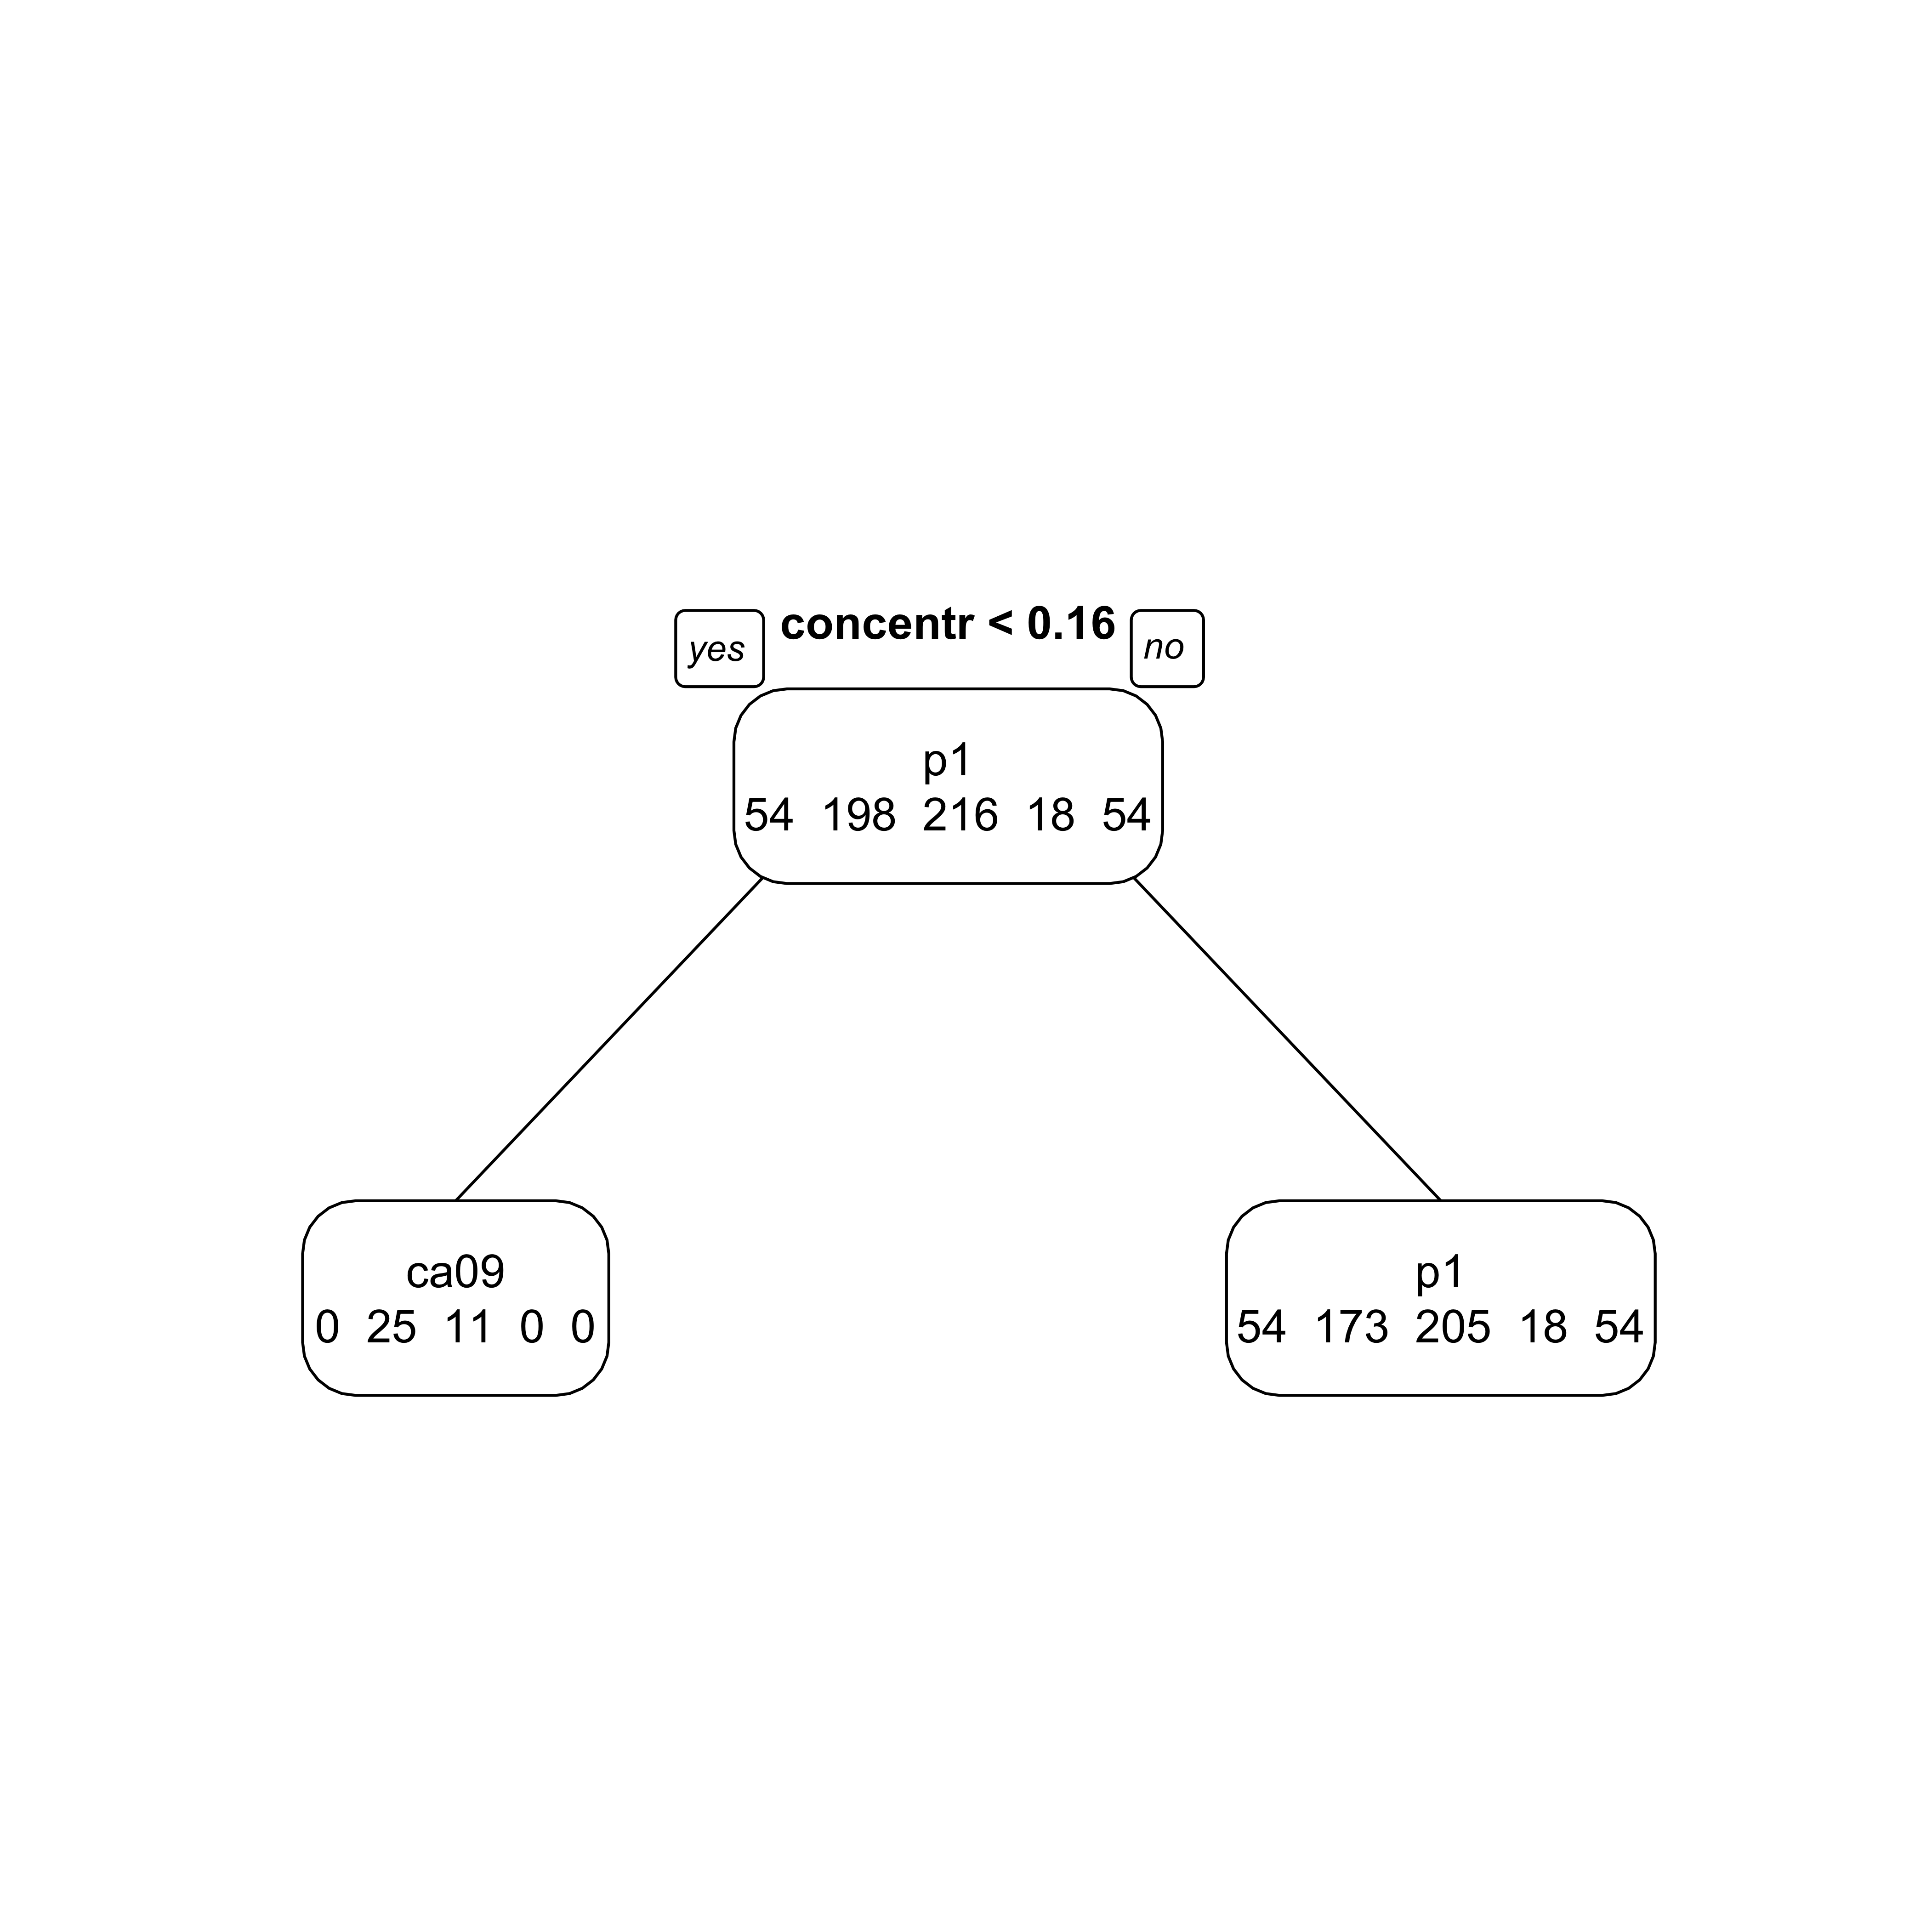 concentr < 0.16
yes
no
p1
54 198 216 18 54
ca09
0 25 11 0 0
p1
54 173 205 18 54